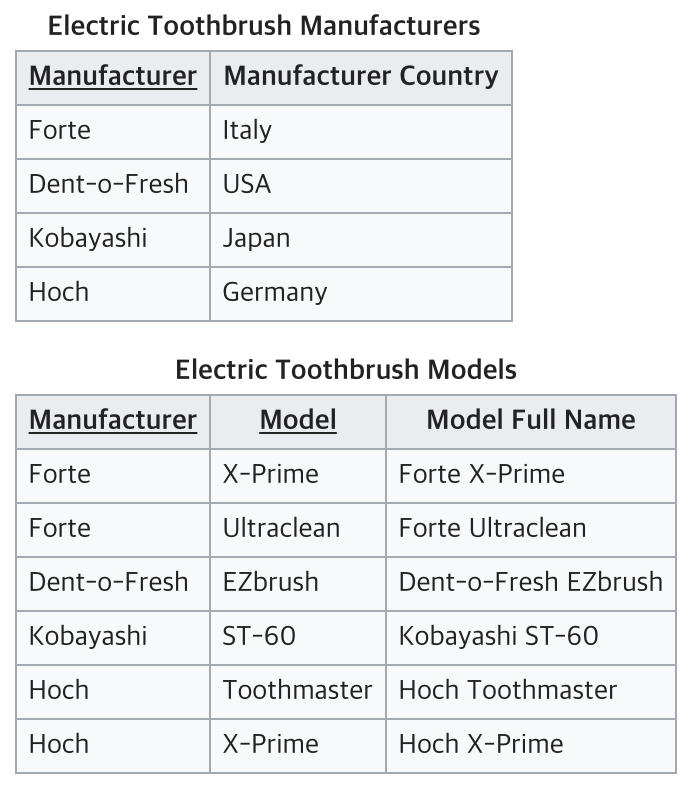 Electric Toothbrush Manufacturers
Manufacturer Manufacturer Country
Forte Italy
Dent-o-Fresh USA
Kobayashi Japan
Hoch Germany
Electric Toothbrush Models
Manufacturer Model Model Full Name
Forte X-Prime Forte X-Prime
Forte Ultraclean Forte Ultraclean
Dent-o-Fresh EZbrush Dent-o-Fresh EZbrush
Kobayashi ST-60 Kobayashi ST-60
Hoch Toothmaster Hoch Toothmaster
Hoch X-Prime Hoch X-Prime